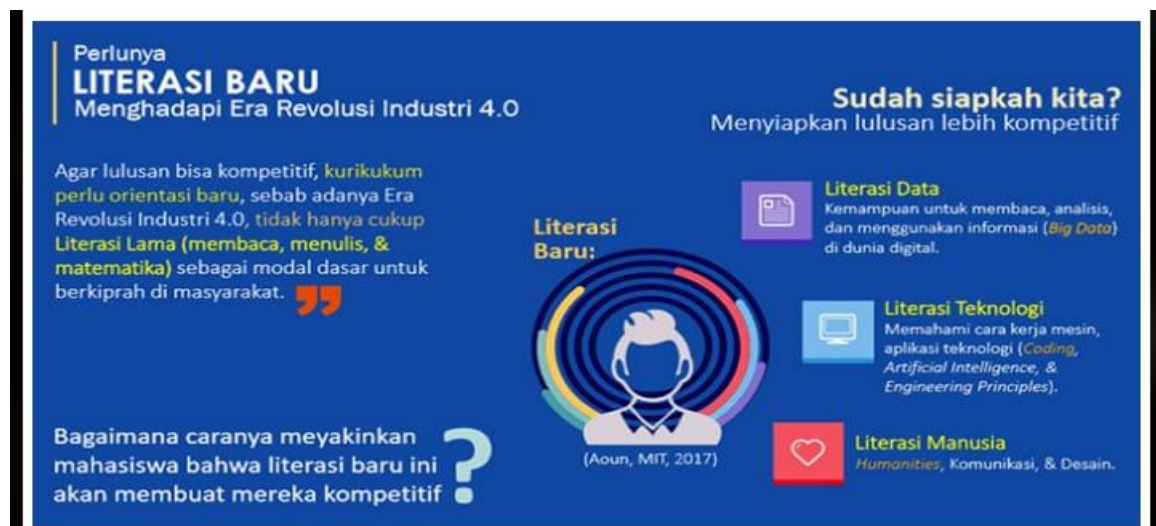 Perlunya
LITERASI BARU
Menghadapi Era Revolusi Industri 4.0
Agar lulusan bisa kompetitif, kurikukum
perlu orientasi baru, sebab adanya Era
Revolusi Industri 4.0, tidak hanya cukup
Literasi Lama (membaca, menulis, &
matematika) sebagai modal dasar untuk
berkiprah di masyarakat. ”
Bagaimana caranya meyakinkan
mahasiswa bahwa literasi baru ini
akan membuat mereka kompetitif ?
Sudah siapkah kita?
Menyiapkan lulusan lebih kompetitif
Literasi
Baru:
(Aoun, MIT, 2017)
Literasi Data
Kemampuan untuk membaca, analisis,
dan menggunakan informasi (Big Data)
di dunia digital.
Literasi Teknologi
Memahami cara kerja mesin,
aplikasi teknologi (Coding,
Artificial Intelligence, &
Engineering Principles).
Literasi Manusia
Humanities, Komunikasi, & Desain.